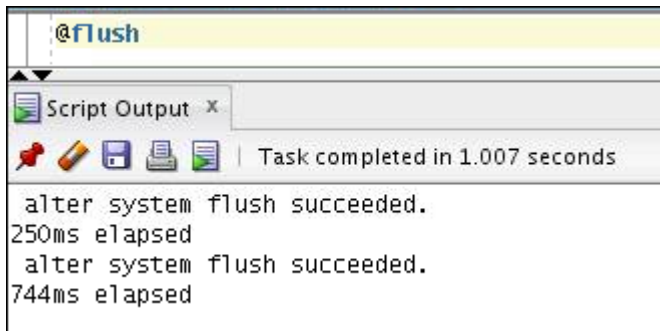 @flush
Script Output x
Task completed in 1.007 seconds
alter system flush succeeded.
250ms elapsed
alter system flush succeeded.
744ms elapsed